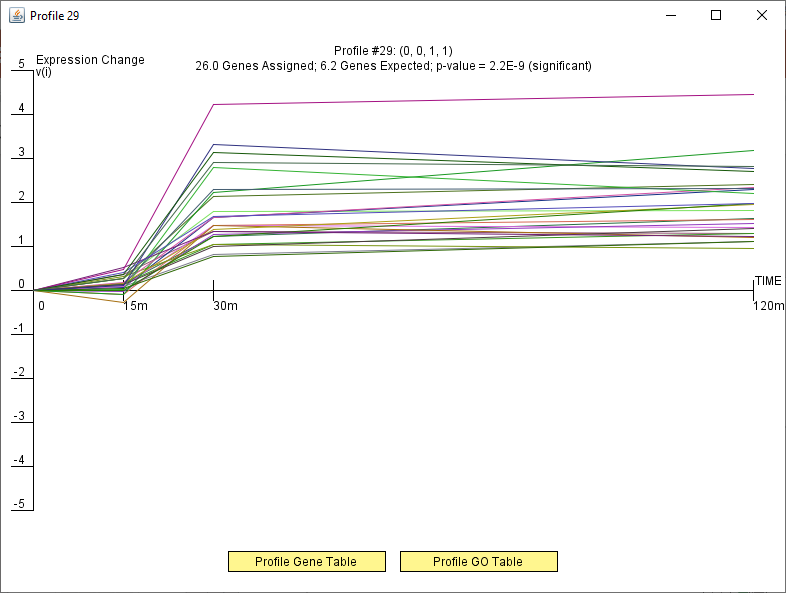 Profile 29
Profile #29: (0, 0, 1, 1)
26.0 Genes Assigned; 6.2 Genes Expected; p-value = 2.2E-9 (significant)
Expression Change
v(i)
5
4
3
2
1
0
-1
-2
-3
-4
-5
TIME
0 15m 30m 120m
Profile Gene Table Profile GO Table